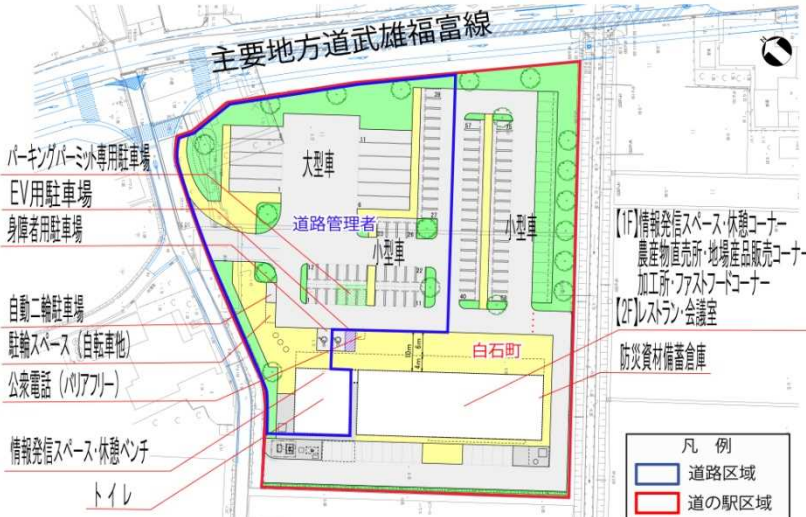 主要地方道武雄福富線
パーキングパーミット専用駐車場
EV用駐車場
身障者用駐車場
自動二輪駐車場
駐輪スペース（自転車他）
公衆電話（バリアフリー）
情報発信スペース・休憩ベンチ
トイレ
大型車
道路管理者
小型車
小型車
白石町
【1F】情報発信スペース・休憩コーナー
農産物直売所・地場産品販売コーナー
加工所・ファストフードコーナー
【2F】レストラン・会議室
防災資材備蓄倉庫
10m
4m 6m
凡 例
道路区域
道の駅区域